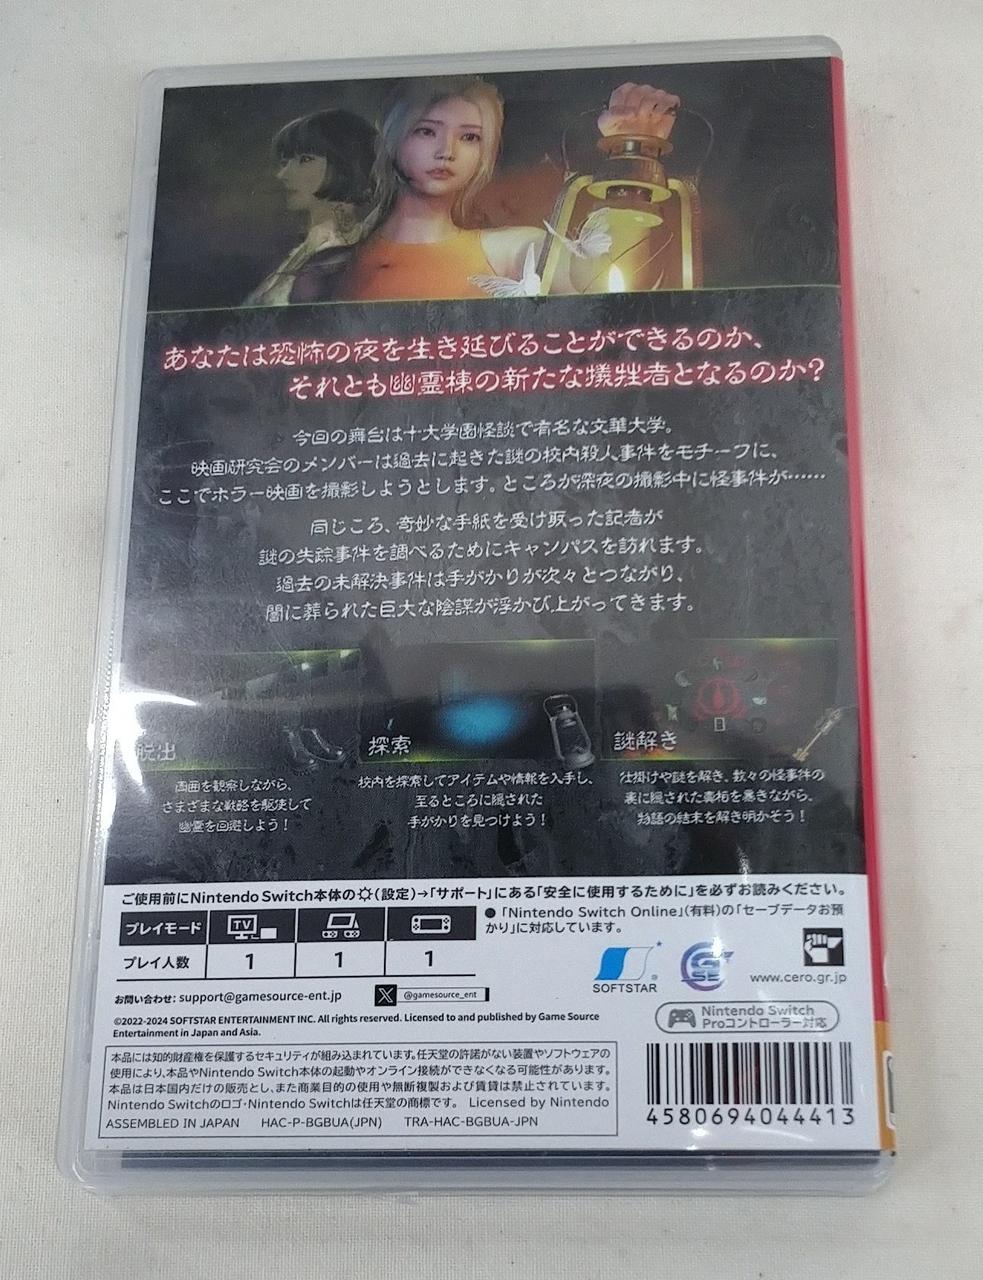 あなたは恐怖の夜を生き延びることができるのか、
それとも幽霊棟の新たな犠牲者となるのか?
今回の舞台は十大学園怪談で有名な文華大学。
映画研究会のメンバーは過去に起きた謎の校内殺人事件をモチーフに、
ここでホラー映画を撮影しようとします。ところが深夜の撮影中に怪事件が……
同じころ、奇妙な手紙を受け取った記者が
謎の失踪事件を調べるためにキャンパスを訪れます。
過去の未解決事件は手がかりが次々とつながり、
闇に葬られた巨大な陰謀が浮かび上がってきます。
脱出
画面を観察しながら、
さまざまな戦略を駆使して
幽霊を回避しよう!
探索
校内を探索してアイテムや情報を入手し、
至るところに隠された
手がかりを見つけよう!
謎解き
仕掛けや謎を解き、数々の怪事件の
裏に隠された真相を暴きながら、
物語の結末を解き明かそう!
ご使用前にNintendo Switch本体の(設定)→「サポート」にある「安全に使用するために」を必ずお読みください。
プレイモード TV
プレイ人数 1 1 1
●「Nintendo Switch Online」(有料)の「セーブデータお預
かり」に対応しています。
SOFTSTAR
GSE
www.cero.gr.jp
お問い合わせ: support@gamesource-ent.jp X @gamesource_ent
©2022-2024 SOFTSTAR ENTERTAINMENT INC. All rights reserved. Licensed to and published by Game Source
Entertainment in Japan and Asia.
Nintendo Switch
Proコントローラー対応
本品には知的財産権を保護するセキュリティが組み込まれています。任天堂の許諾がない装置やソフトウェアの
使用により、本品やNintendo Switch本体の起動やオンライン接続ができなくなる可能性があります。
本品は日本国内だけの販売とし、また商業目的の使用や無断複製および賃貸は禁止されています。
Nintendo Switchのロゴ・Nintendo Switchは任天堂の商標です。 Licensed by Nintendo
ASSEMBLED IN JAPAN HAC-P-BGBUA(JPN) TRA-HAC-BGBUA-JPN
4580694044413